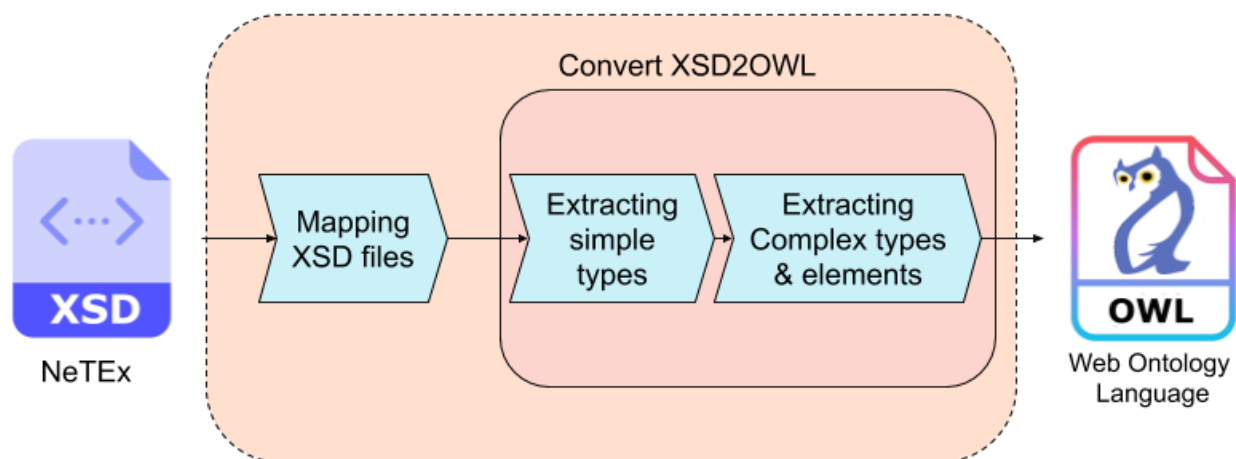 Convert XSD2OWL
XSD
NeTEx
Mapping
XSD files
Extracting
simple
types
Extracting
Complex types
& elements
OWL
Web Ontology
Language